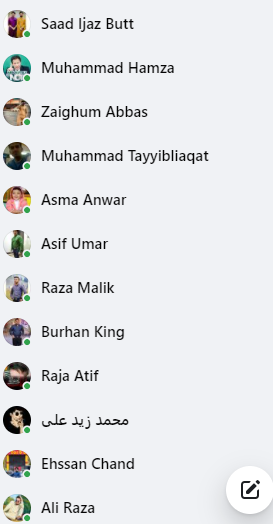 Saad Ijaz Butt
Muhammad Hamza
Zaighum Abbas
Muhammad Tayyibliaqat
Asma Anwar
Asif Umar
Raza Malik
Burhan King
Raja Atif
محمد زید علی
Ehssan Chand
Ali Raza